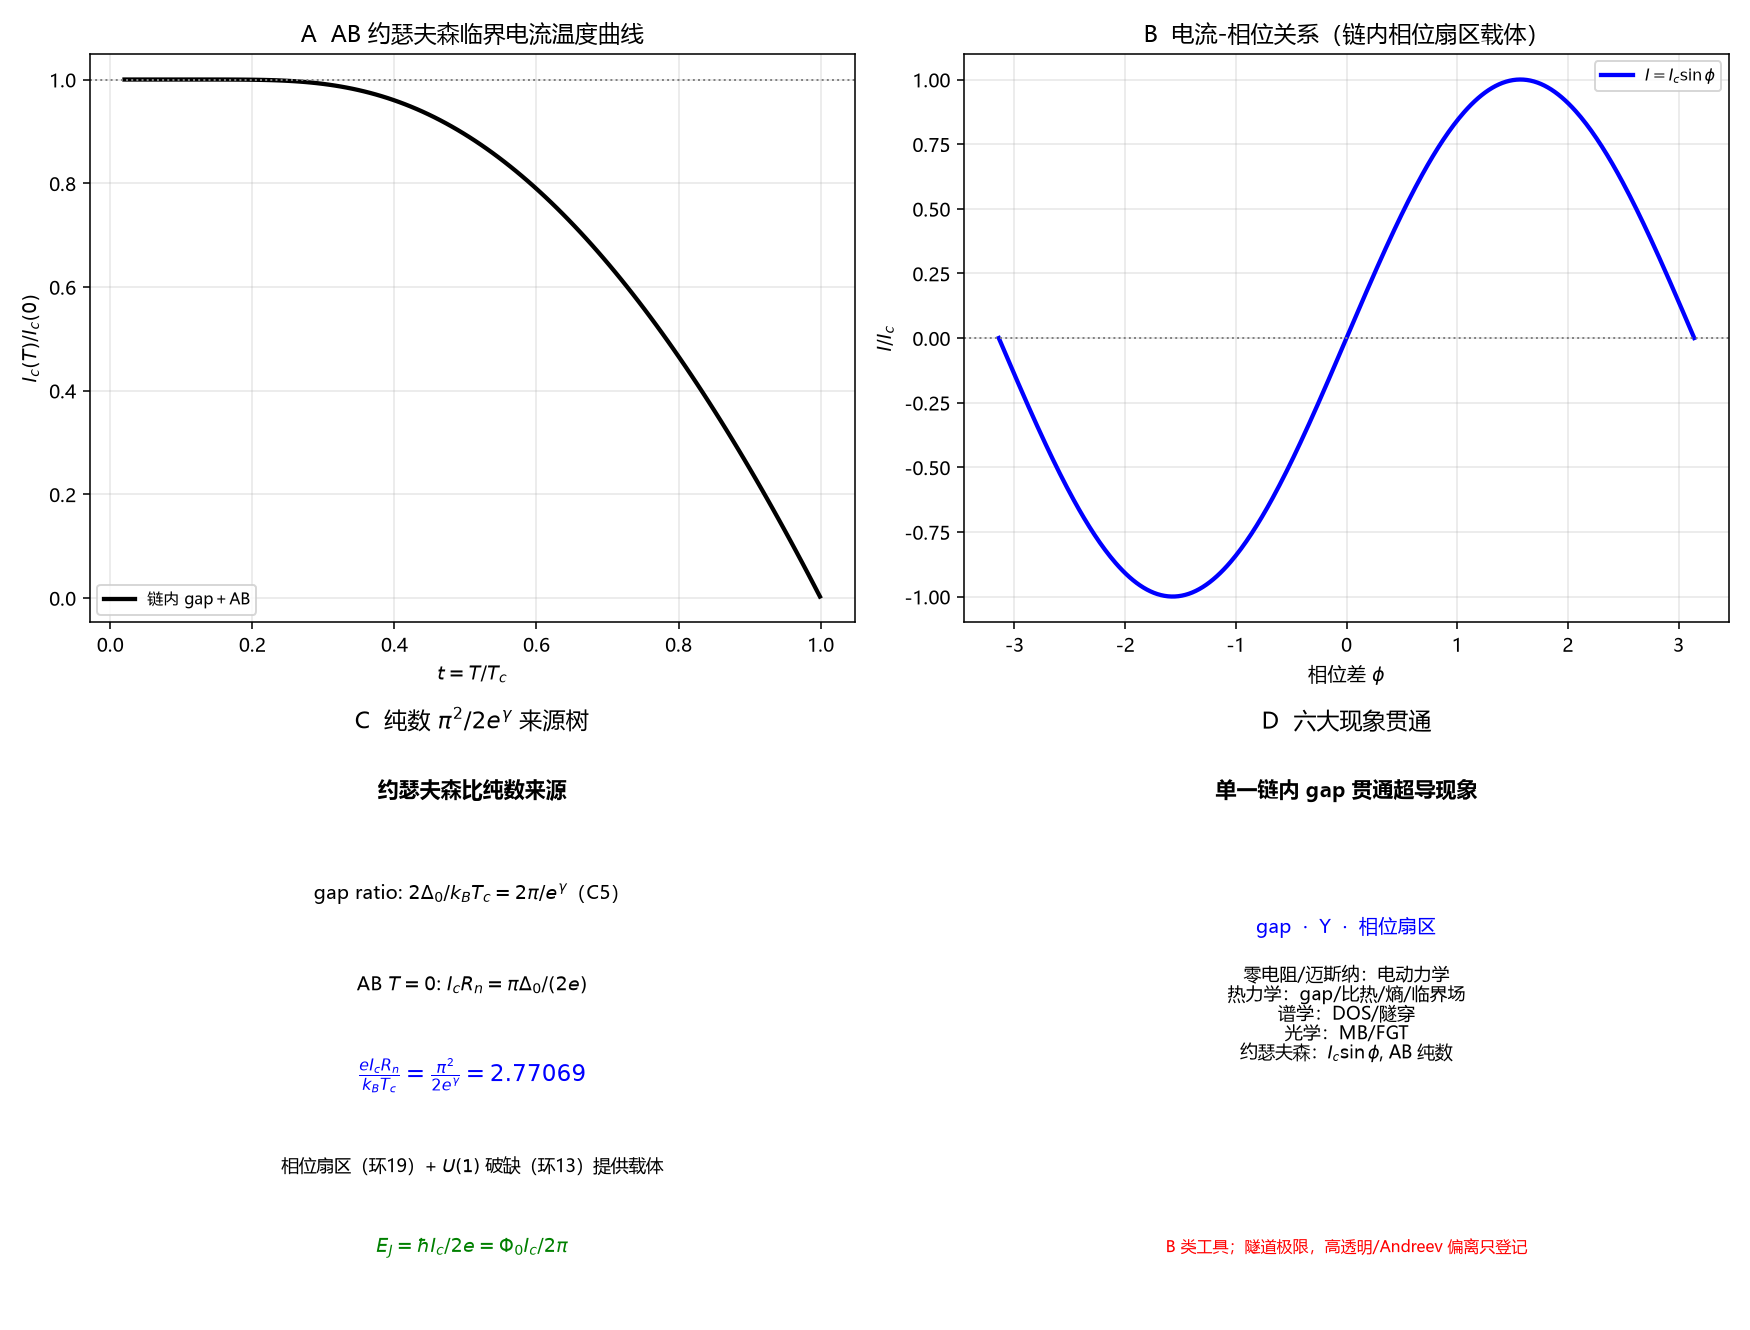 A AB 约瑟夫森临界电流温度曲线
I_c(T)/I_c(0)
1.0
0.8
0.6
0.4
0.2
0.0
链内 gap+AB
0.0 0.2 0.4 0.6 0.8 1.0
t = T/T_c
B 电流-相位关系（链内相位扇区载体）
I/I_c
I = I_c sin ϕ
1.00
0.75
0.50
0.25
0.00
-0.25
-0.50
-0.75
-1.00
-3 -2 -1 0 1 2 3
相位差 ϕ
C 纯数 π²/2e^γ 来源树
约瑟夫森比纯数来源
gap ratio: 2Δ₀/k_BT_c = 2π/e^γ（C5）
AB T = 0: I_cR_n = πΔ₀/(2e)
eI_cR_n/k_BT_c = π²/2e^γ = 2.77069
相位扇区（环19）+ U(1) 破缺（环13）提供载体
E_J = ℏI_c/2e = Φ₀I_c/2π
D 六大现象贯通
单一链内 gap 贯通超导现象
gap · Y · 相位扇区
零电阻/迈斯纳：电动力学
热力学：gap/比热/熵/临界场
谱学：DOS/隧穿
光学：MB/FGT
约瑟夫森：I_c sin ϕ, AB 纯数
B 类工具；隧道极限，高透明/Andreev 偏离只登记